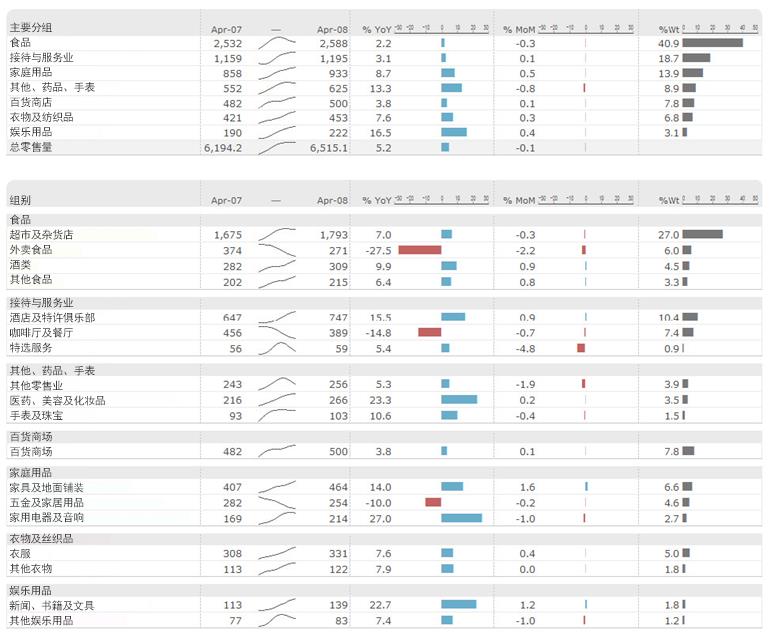 主要分组 Apr-07 — Apr-08 % YoY % MoM %Wt
食品 2,532 2,588 2.2 -0.3 40.9
接待与服务业 1,159 1,195 3.1 0.1 18.7
家庭用品 858 933 8.7 0.5 13.9
其他、药品、手表 552 625 13.3 -0.8 8.9
百货商店 482 500 3.8 0.1 7.8
衣物及纺织品 421 453 7.6 0.3 6.8
娱乐用品 190 222 16.5 0.4 3.1
总零售量 6,194.2 6,515.1 5.2 -0.1
组别 Apr-07 — Apr-08 % YoY % MoM %Wt
食品
超市及杂货店 1,675 1,793 7.0 -0.3 27.0
外卖食品 374 271 -27.5 -2.2 6.0
酒类 282 309 9.9 0.9 4.5
其他食品 202 215 6.4 0.8 3.3
接待与服务业
酒店及特许俱乐部 647 747 15.5 0.9 10.4
咖啡厅及餐厅 456 389 -14.8 -0.7 7.4
特选服务 56 59 5.4 -4.8 0.9
其他、药品、手表
其他零售业 243 256 5.3 -1.9 3.9
医药、美容及化妆品 216 266 23.3 0.2 3.5
手表及珠宝 93 103 10.6 -0.4 1.5
百货商场
百货商场 482 500 3.8 0.1 7.8
家庭用品
家具及地面铺装 407 464 14.0 1.6 6.6
五金及家居用品 282 254 -10.0 -0.2 4.6
家用电器及音响 169 214 27.0 -1.0 2.7
衣物及丝织品
衣服 308 331 7.6 0.4 5.0
其他衣物 113 122 7.9 0.0 1.8
娱乐用品
新闻、书籍及文具 113 139 22.7 1.2 1.8
其他娱乐用品 77 83 7.4 -1.0 1.2